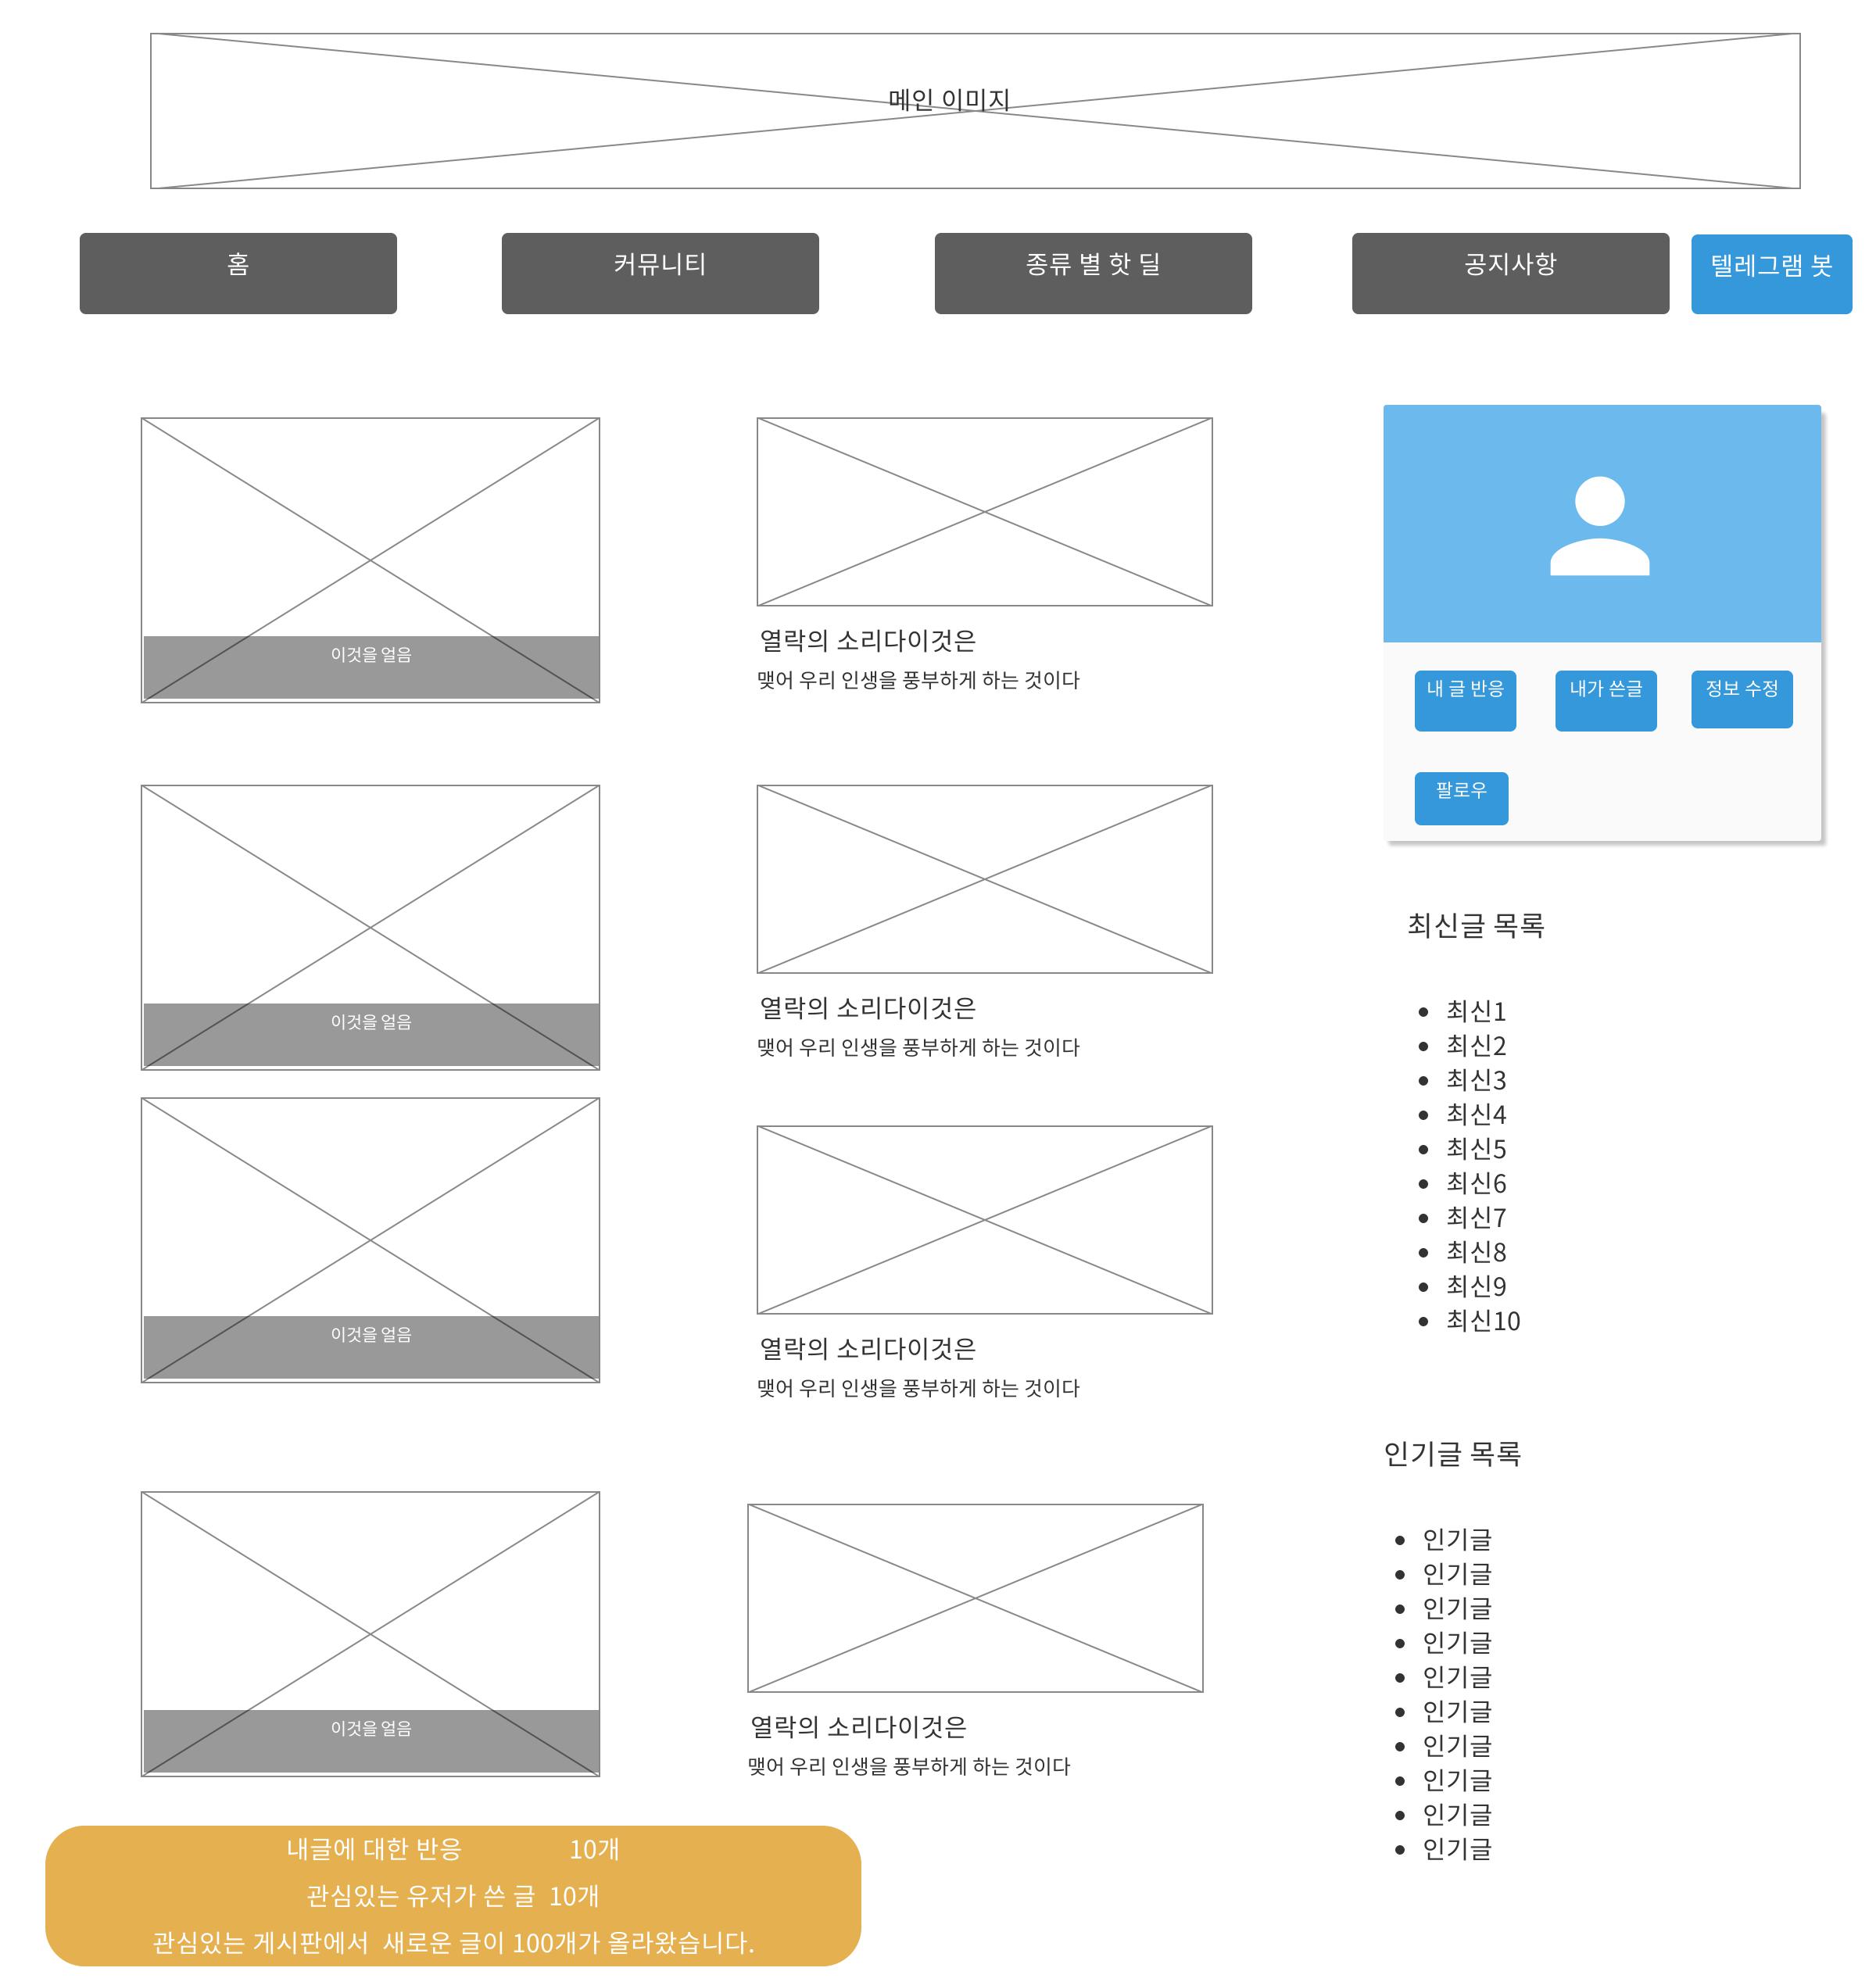 메인 이미지
홈
커뮤니티
종류 별 핫 딜
공지사항
텔레그램 봇
이것을 얼음
열락의 소리다이것은
맺어 우리 인생을 풍부하게 하는 것이다
내 글 반응
내가 쓴글
정보 수정
팔로우
이것을 얼음
열락의 소리다이것은
맺어 우리 인생을 풍부하게 하는 것이다
이것을 얼음
열락의 소리다이것은
맺어 우리 인생을 풍부하게 하는 것이다
이것을 얼음
열락의 소리다이것은
맺어 우리 인생을 풍부하게 하는 것이다
최신글 목록
최신1
최신2
최신3
최신4
최신5
최신6
최신7
최신8
최신9
최신10
인기글 목록
인기글
인기글
인기글
인기글
인기글
인기글
인기글
인기글
인기글
인기글
내글에 대한 반응 10개
관심있는 유저가 쓴 글 10개
관심있는 게시판에서 새로운 글이 100개가 올라왔습니다.